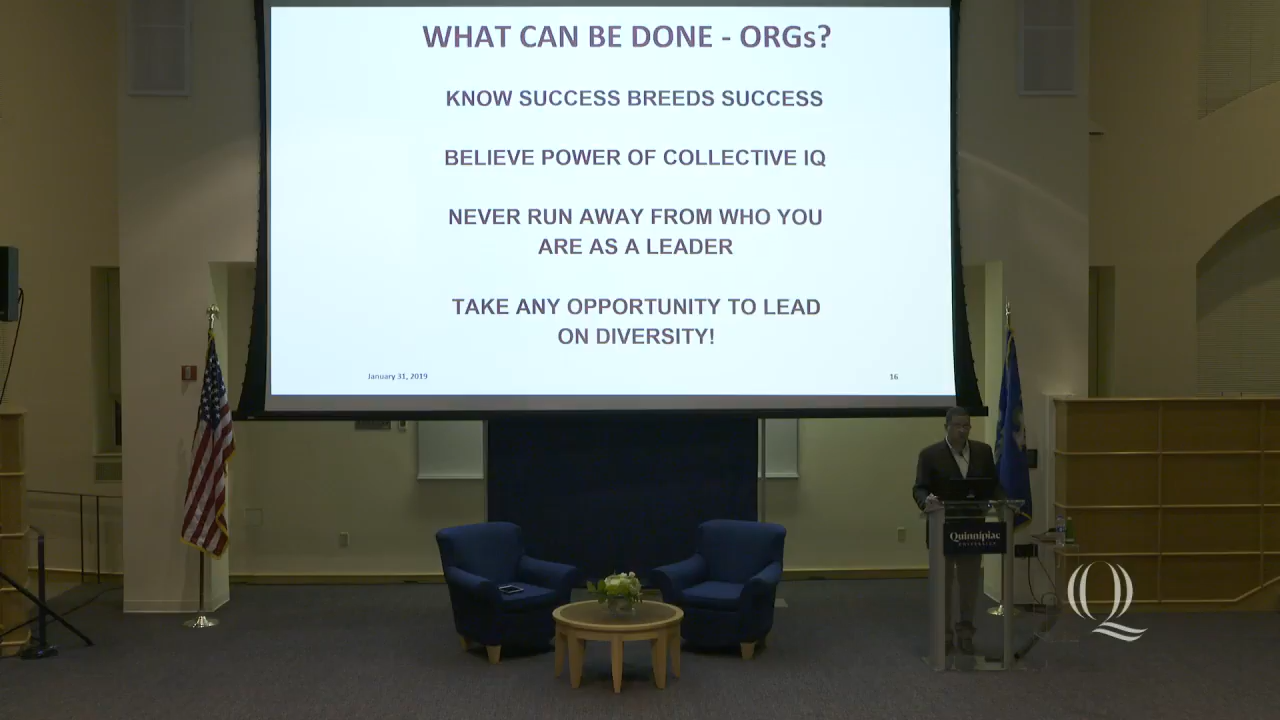 WHAT CAN BE DONE - ORGs?
KNOW SUCCESS BREEDS SUCCESS
BELIEVE POWER OF COLLECTIVE IQ
NEVER RUN AWAY FROM WHO YOU
ARE AS A LEADER
TAKE ANY OPPORTUNITY TO LEAD
ON DIVERSITY!
January 31, 2019
16
Quinnipiac
UNIVERSITY
Q